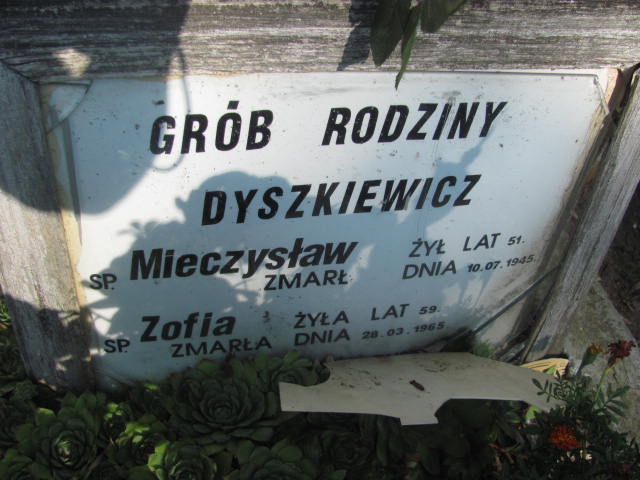 GRÓB RODZINY
DYSZKIEWICZ
SP. Mieczysław ŻYŁ LAT 51.
ZMARŁ DNIA 10.07.1945.
SP. Zofia ŻYŁA LAT 59.
ZMARŁA DNIA 28.03.1965